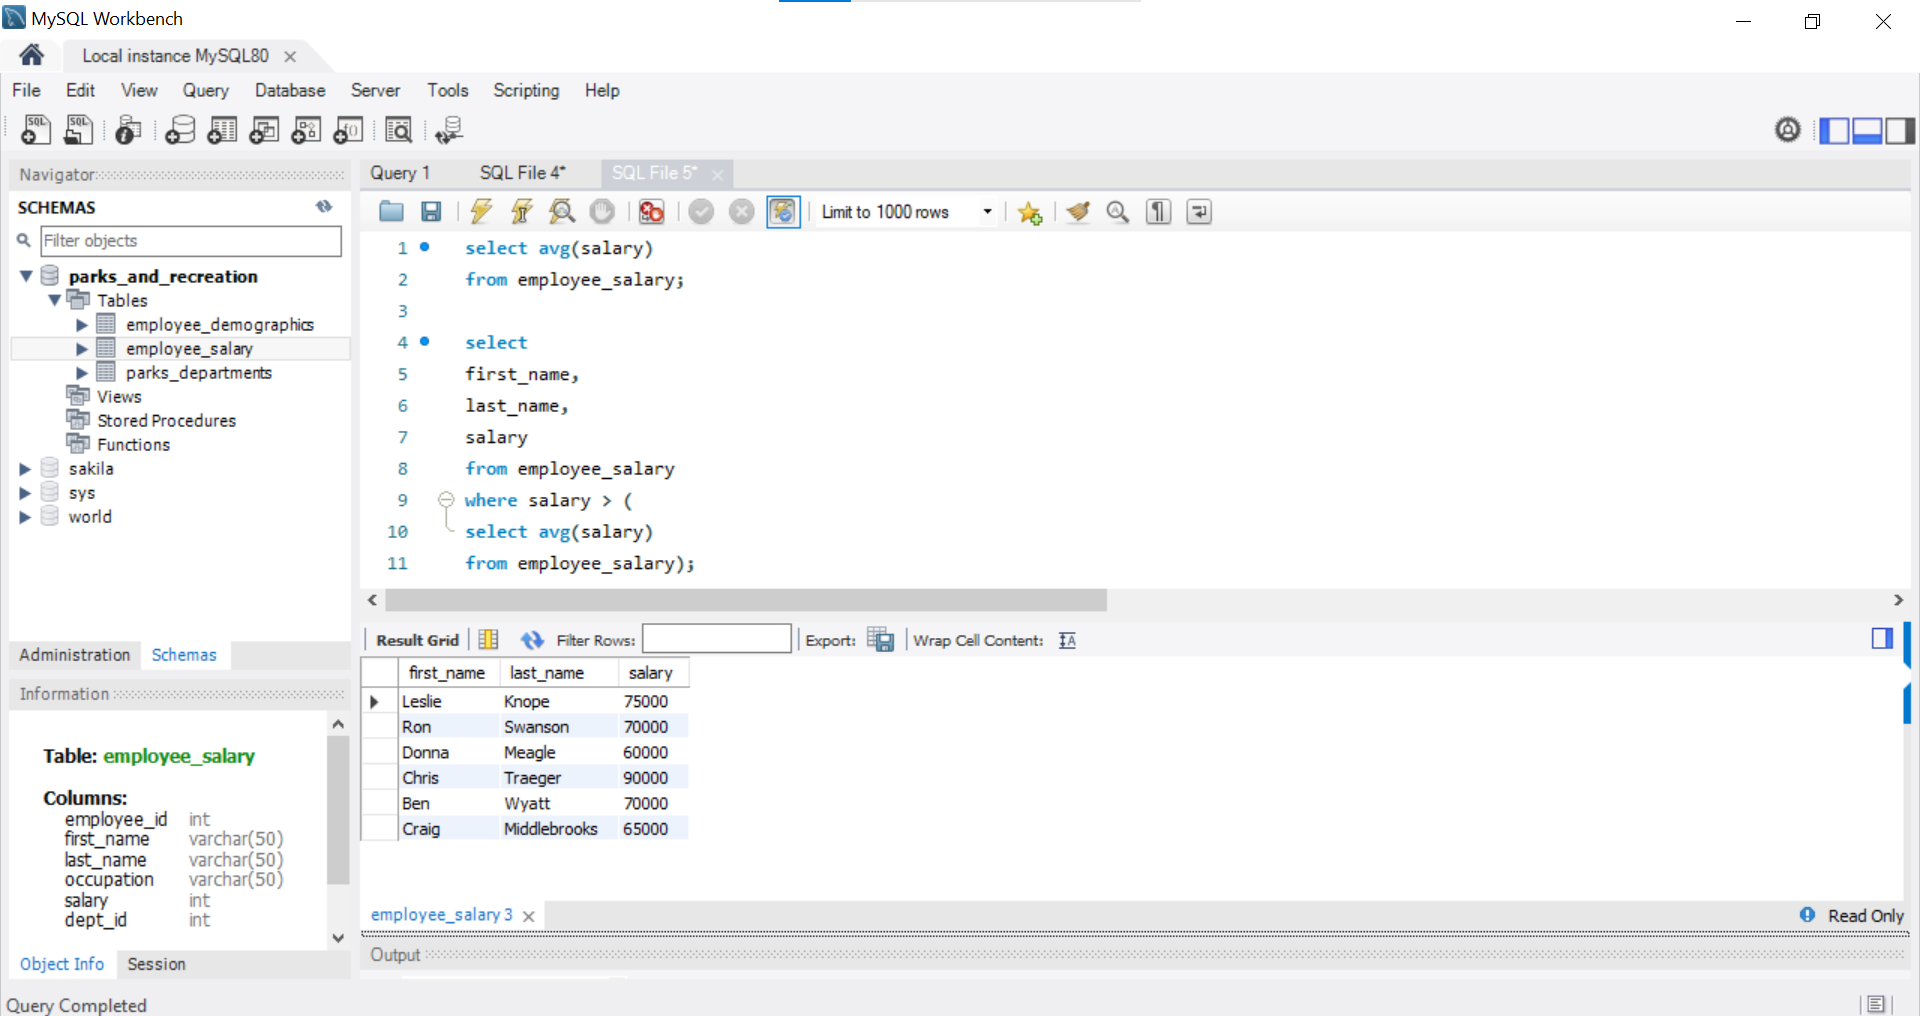 MySQL Workbench
Local instance MySQL80
File Edit View Query Database Server Tools Scripting Help
Navigator
SCHEMAS
Filter objects
parks_and_recreation
Tables
employee_demographics
employee_salary
parks_departments
Views
Stored Procedures
Functions
sakila
sys
world
Administration Schemas
Information
Table: employee_salary
Columns:
employee_id int
first_name varchar(50)
last_name varchar(50)
occupation varchar(50)
salary int
dept_id int
Object Info Session
Query 1 SQL File 4* SQL File 5*
Limit to 1000 rows
1 select avg(salary)
2 from employee_salary;
3
4 select
5 first_name,
6 last_name,
7 salary
8 from employee_salary
9 where salary > (
10 select avg(salary)
11 from employee_salary);
Result Grid Filter Rows: Export: Wrap Cell Content:
first_name last_name salary
Leslie Knope 75000
Ron Swanson 70000
Donna Meagle 60000
Chris Traeger 90000
Ben Wyatt 70000
Craig Middlebrooks 65000
employee_salary 3
Read Only
Output
Query Completed